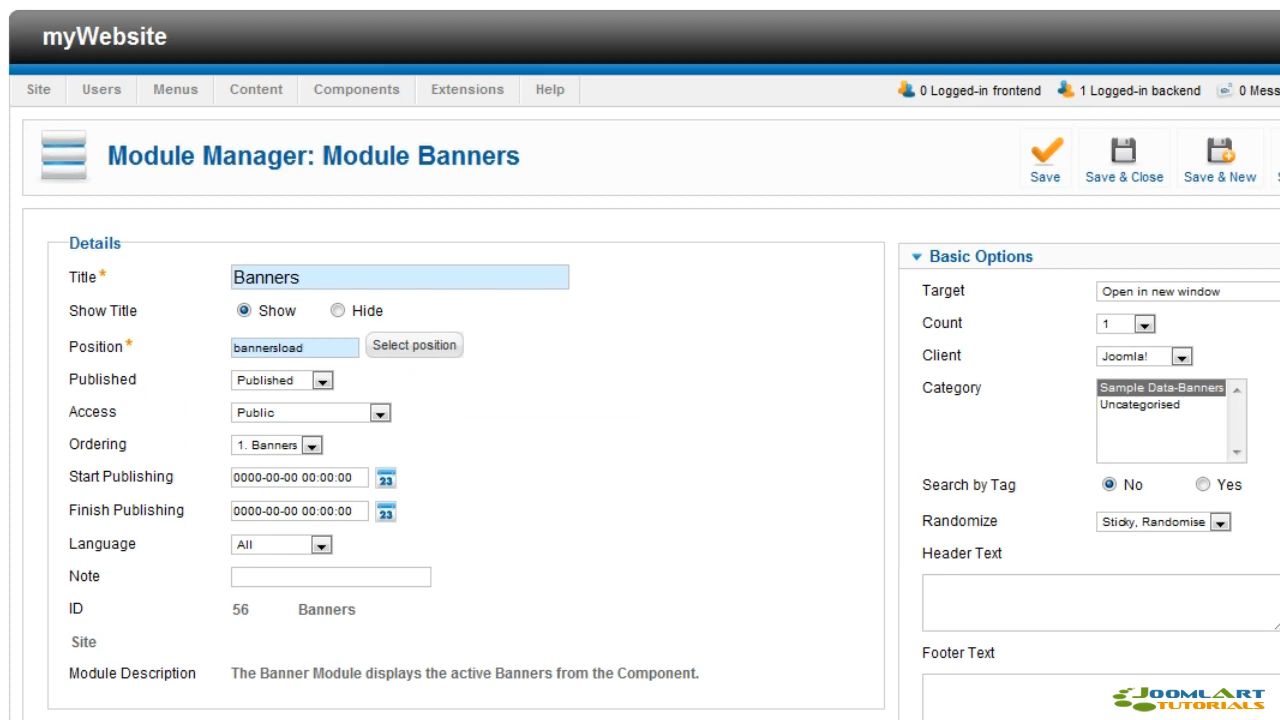 myWebsite
Site Users Menus Content Components Extensions Help 0 Logged-in frontend 1 Logged-in backend 0 Mess
Module Manager: Module Banners
Save Save & Close Save & New
Details
Title *
Banners
Show Title
Show Hide
Position *
bannersload
Select position
Published
Published
Access
Public
Ordering
1. Banners
Start Publishing
0000-00-00 00:00:00
23
Finish Publishing
0000-00-00 00:00:00
23
Language
All
Note
ID
56 Banners
Site
Module Description
The Banner Module displays the active Banners from the Component.
Basic Options
Target
Open in new window
Count
1
Client
Joomla!
Category
Sample Data-Banners
Uncategorised
Search by Tag
No Yes
Randomize
Sticky, Randomise
Header Text
Footer Text
JOOMLART
TUTORIALS